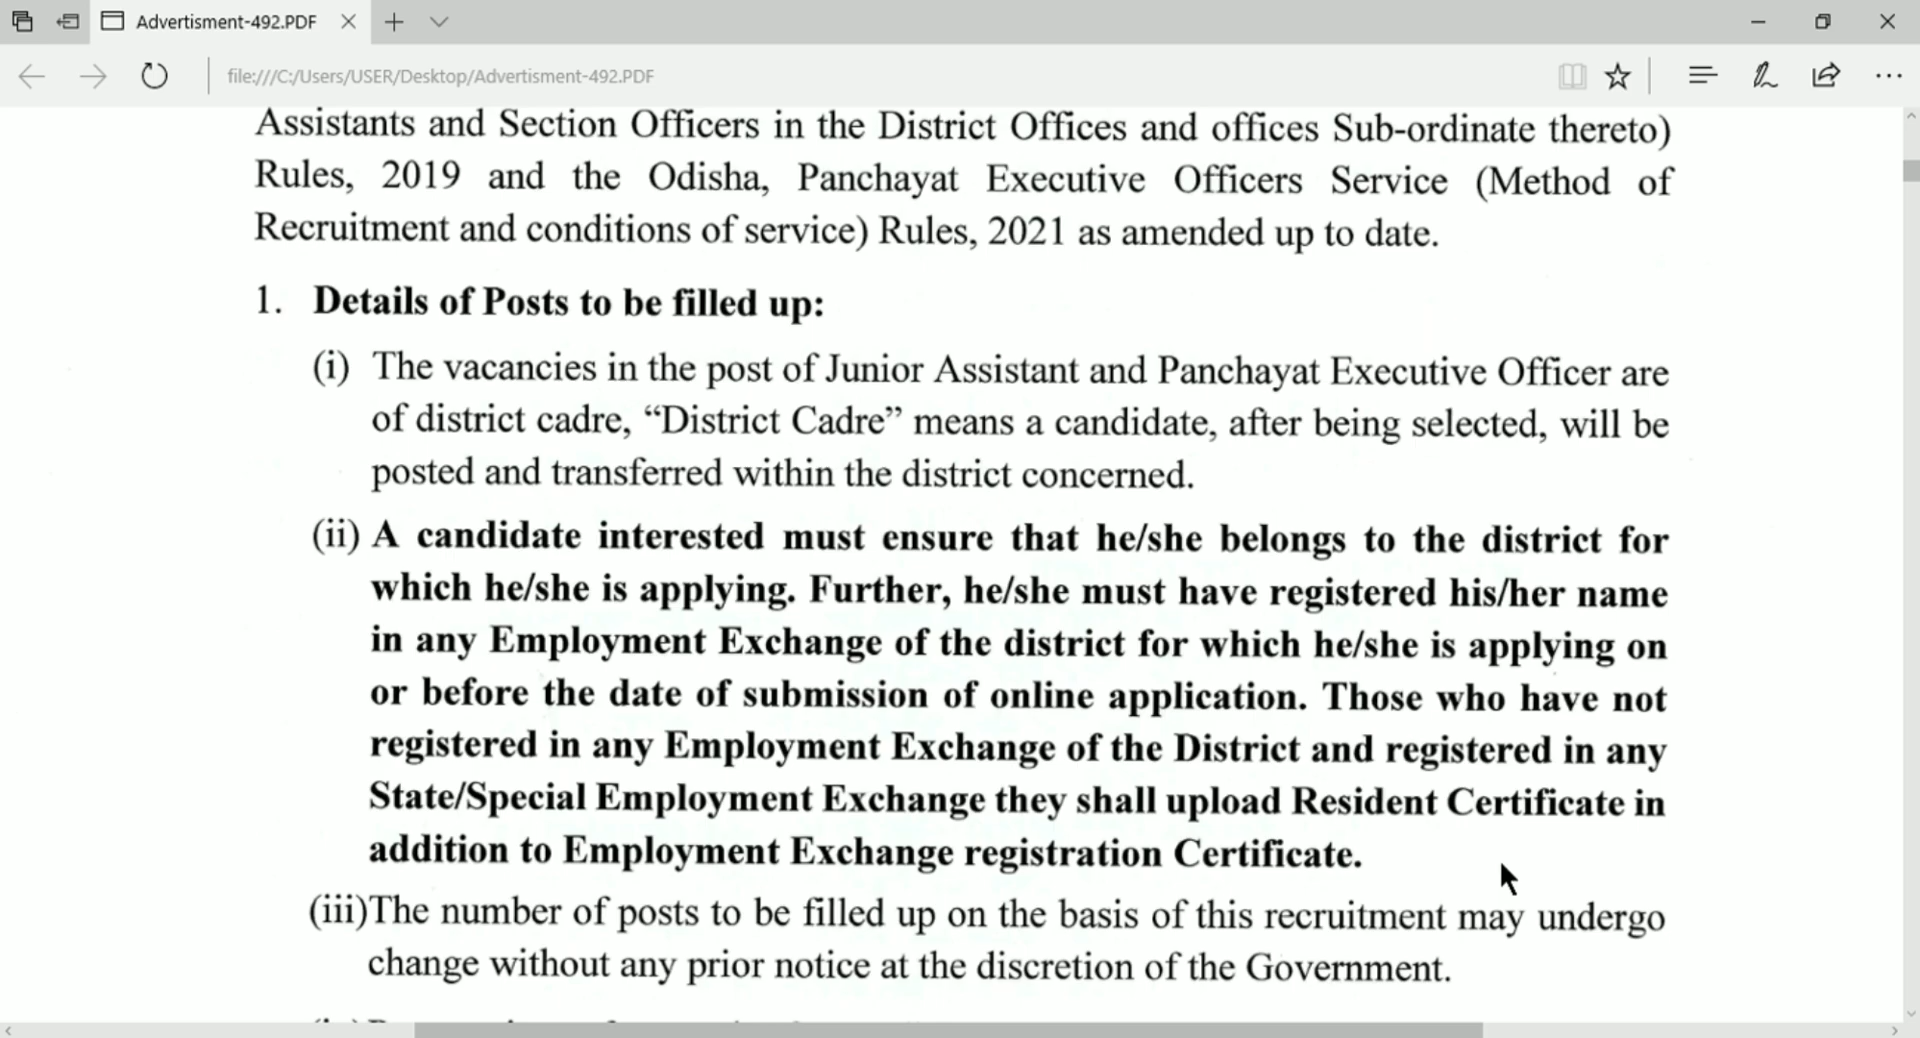 Advertisment-492.PDF
file:///C:/Users/USER/Desktop/Advertisment-492.PDF
Assistants and Section Officers in the District Offices and offices Sub-ordinate thereto)
Rules, 2019 and the Odisha, Panchayat Executive Officers Service (Method of
Recruitment and conditions of service) Rules, 2021 as amended up to date.
1. Details of Posts to be filled up:
(i) The vacancies in the post of Junior Assistant and Panchayat Executive Officer are
of district cadre, “District Cadre” means a candidate, after being selected, will be
posted and transferred within the district concerned.
(ii) A candidate interested must ensure that he/she belongs to the district for
which he/she is applying. Further, he/she must have registered his/her name
in any Employment Exchange of the district for which he/she is applying on
or before the date of submission of online application. Those who have not
registered in any Employment Exchange of the District and registered in any
State/Special Employment Exchange they shall upload Resident Certificate in
addition to Employment Exchange registration Certificate.
(iii)The number of posts to be filled up on the basis of this recruitment may undergo
change without any prior notice at the discretion of the Government.